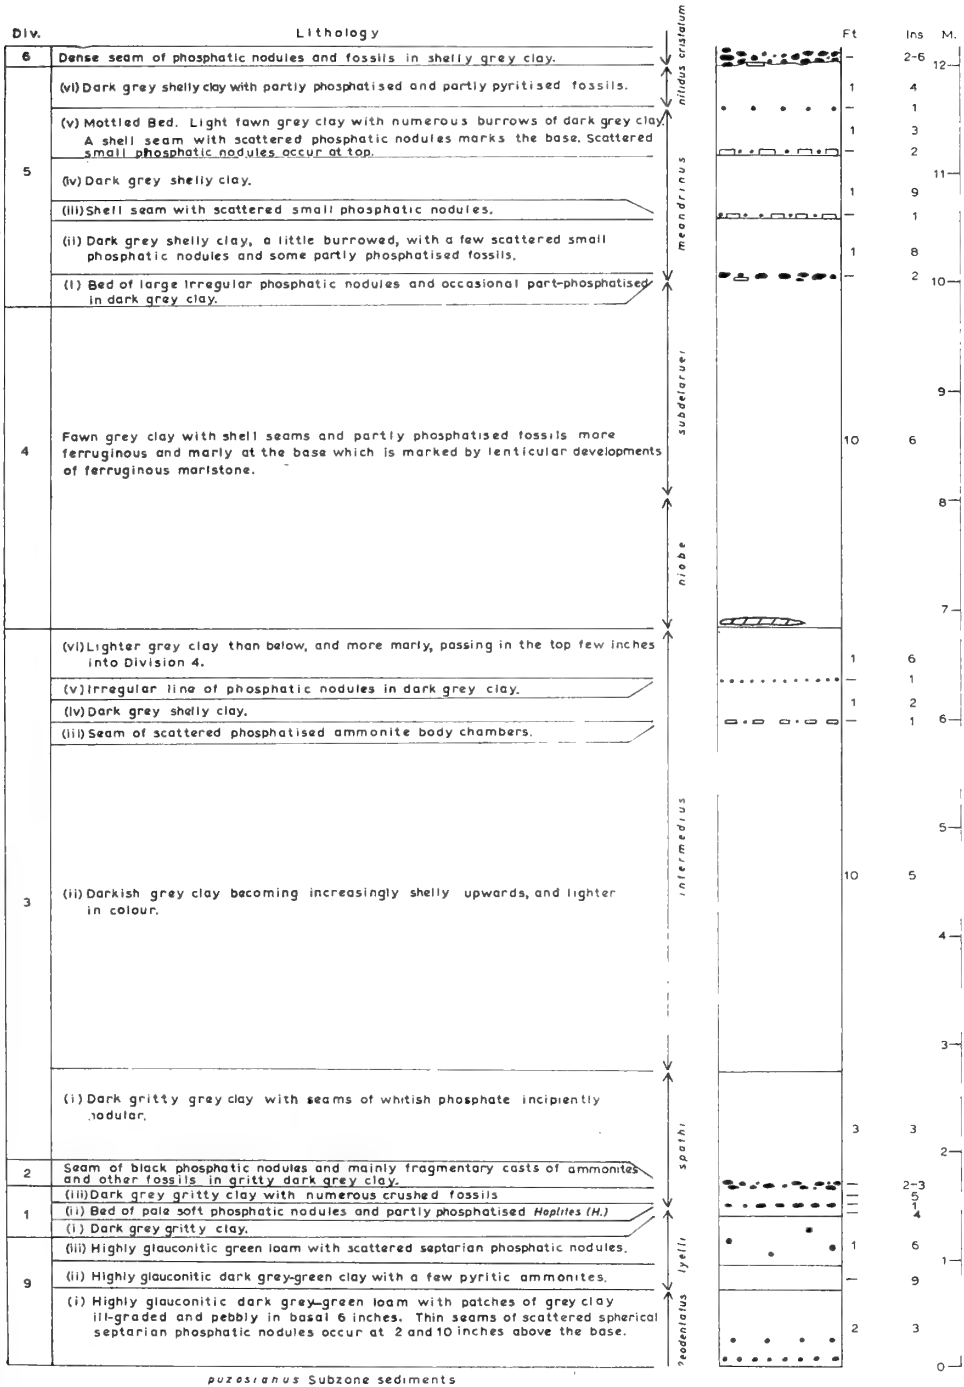 Div. Lithology cristatum Ft Ins M.
6 Dense seam of phosphatic nodules and fossils in shelly grey clay. – 2-6 12
(vi) Dark grey shelly clay with partly phosphatised and partly pyritised fossils. nitidus 1 4
– 1
(v) Mottled Bed. Light fawn grey clay with numerous burrows of dark grey clay.
A shell seam with scattered phosphatic nodules marks the base. Scattered 1 3
small phosphatic nodules occur at top. – 2
5
(iv) Dark grey shelly clay. meandrinus 1 9 11
(iii) Shell seam with scattered small phosphatic nodules. – 1
(ii) Dark grey shelly clay, a little burrowed, with a few scattered small
phosphatic nodules and some partly phosphatised fossils. 1 8
(i) Bed of large irregular phosphatic nodules and occasional part-phosphatised – 2 10
in dark grey clay.
9
subdelaruei
4 Fawn grey clay with shell seams and partly phosphatised fossils more 10 6
ferruginous and marly at the base which is marked by lenticular developments
of ferruginous marlstone.
8
niobe
7
(vi) Lighter grey clay than below, and more marly, passing in the top few inches
into Division 4. 1 6
(v) Irregular line of phosphatic nodules in dark grey clay. – 1
(iv) Dark grey shelly clay. 1 2
(iii) Seam of scattered phosphatised ammonite body chambers. – 1 6
intermedius
5
3 (ii) Darkish grey clay becoming increasingly shelly upwards, and lighter 10 5
in colour.
4
3
(i) Dark gritty grey clay with seams of whitish phosphate incipiently
nodular. 3 3
spathi
2
2 Seam of black phosphatic nodules and mainly fragmentary casts of ammonites
and other fossils in gritty dark grey clay. – 2-3
(iii) Dark grey gritty clay with numerous crushed fossils – 5
1 (ii) Bed of pale soft phosphatic nodules and partly phosphatised Hoplites (H.) – 1
(i) Dark grey gritty clay. – 4
(iii) Highly glauconitic green loam with scattered septarian phosphatic nodules. lyelli 1 6
1
9 (ii) Highly glauconitic dark grey-green clay with a few pyritic ammonites. – 9
(i) Highly glauconitic dark grey-green loam with patches of grey clay
ill-graded and pebbly in basal 6 inches. Thin seams of scattered spherical ?eodentatus 2 3
septarian phosphatic nodules occur at 2 and 10 inches above the base.
0
puzosianus Subzone sediments